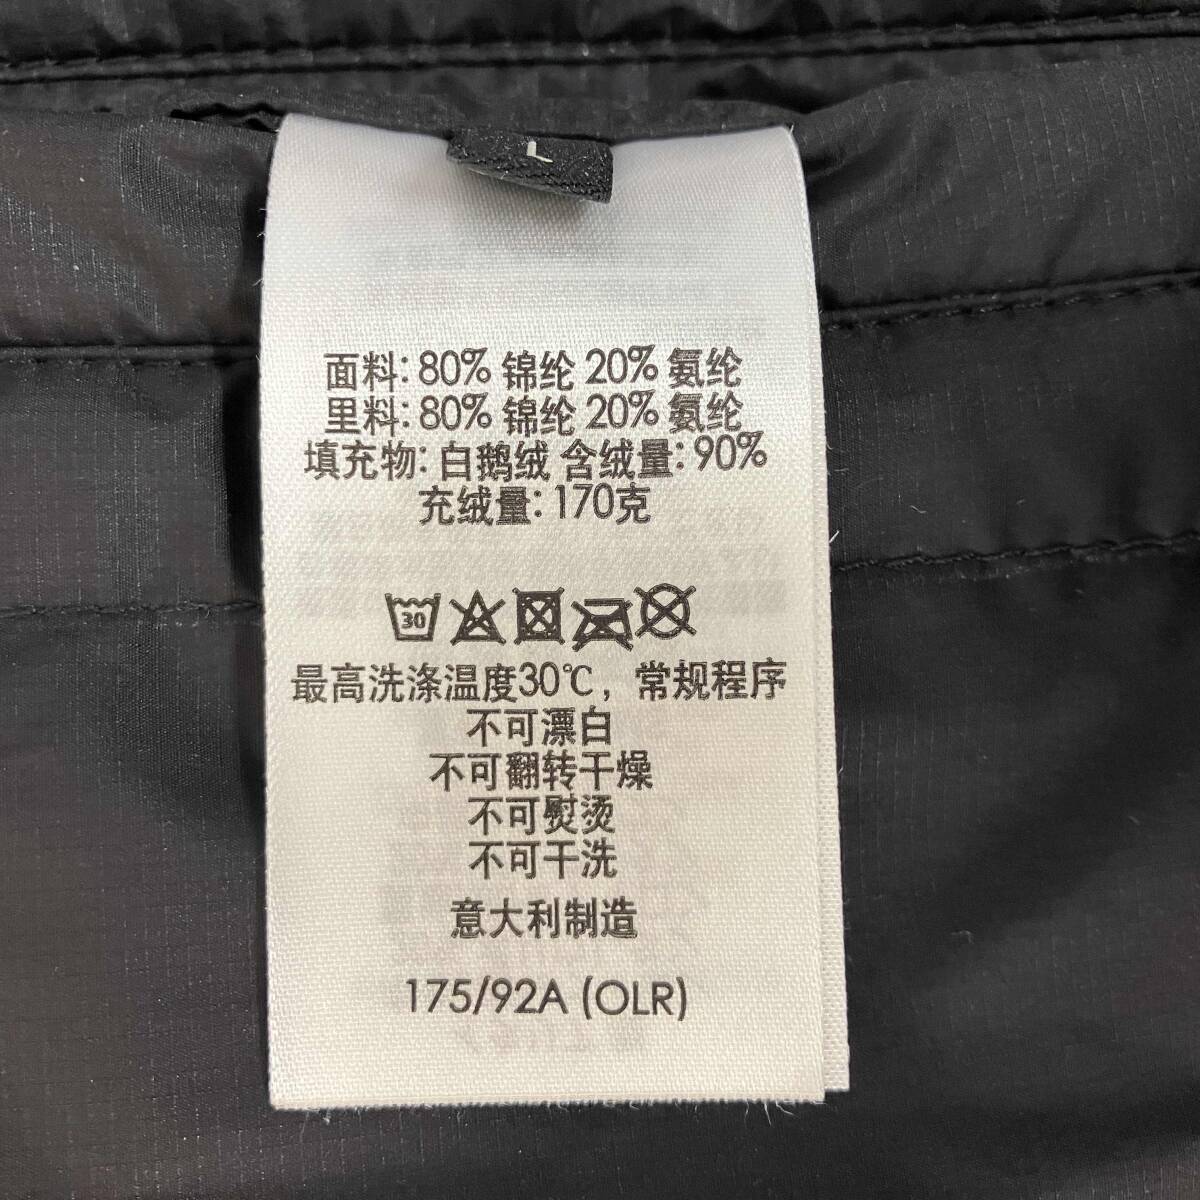 L
面料: 80% 锦纶 20% 氨纶
里料: 80% 锦纶 20% 氨纶
填充物: 白鹅绒 含绒量: 90%
充绒量: 170克
30
最高洗涤温度30℃, 常规程序
不可漂白
不可翻转干燥
不可熨烫
不可干洗
意大利制造
175/92A (OLR)